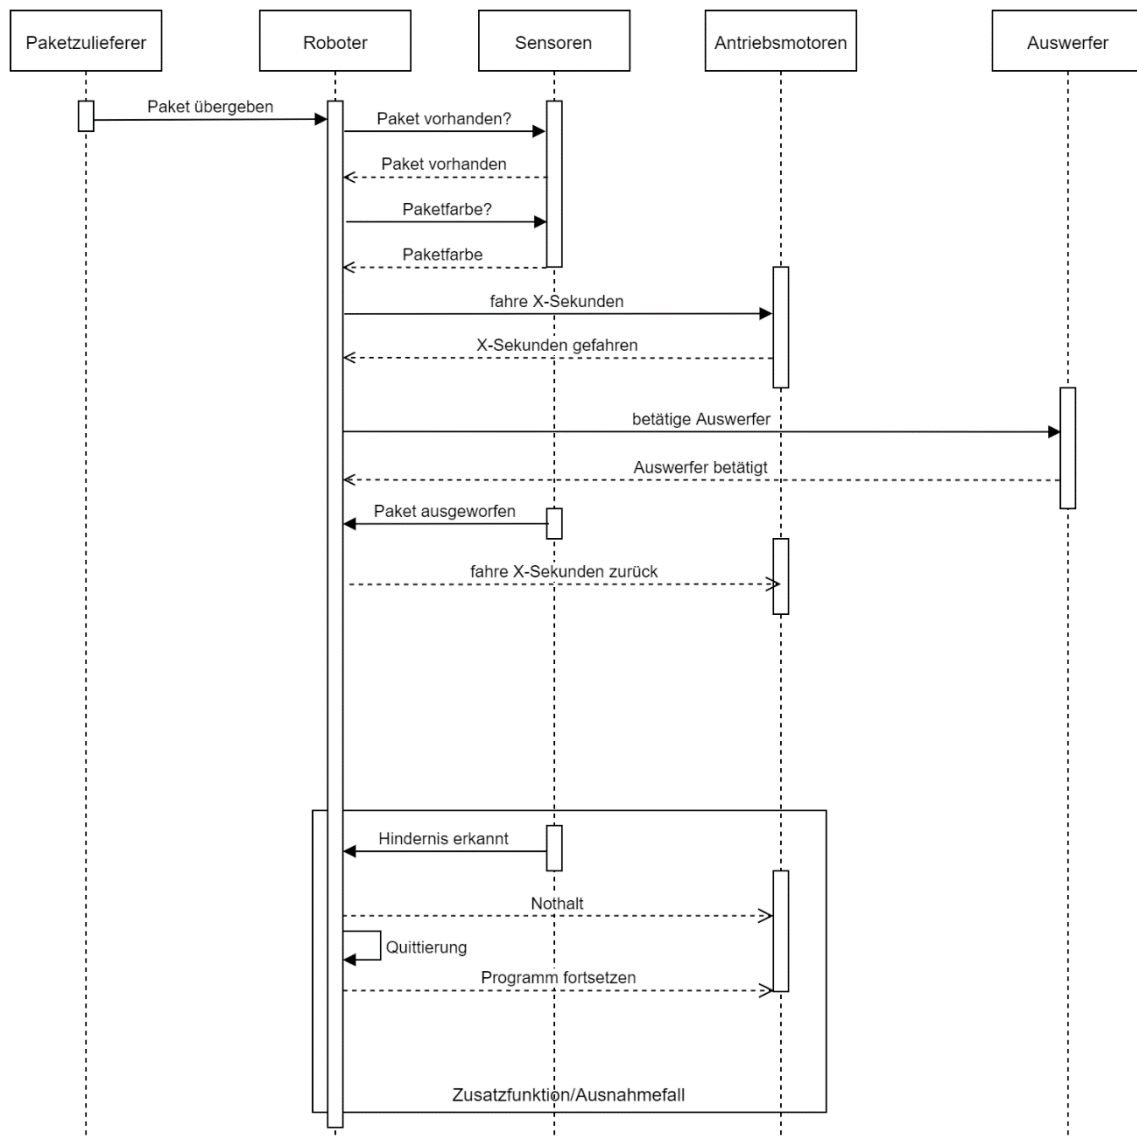 Paketzulieferer
Roboter
Sensoren
Antriebsmotoren
Auswerfer
Paket übergeben
Paket vorhanden?
Paket vorhanden
Paketfarbe?
Paketfarbe
fahre X-Sekunden
X-Sekunden gefahren
betätige Auswerfer
Auswerfer betätigt
Paket ausgeworfen
fahre X-Sekunden zurück
Hindernis erkannt
Nothalt
Quittierung
Programm fortsetzen
Zusatzfunktion/Ausnahmefall